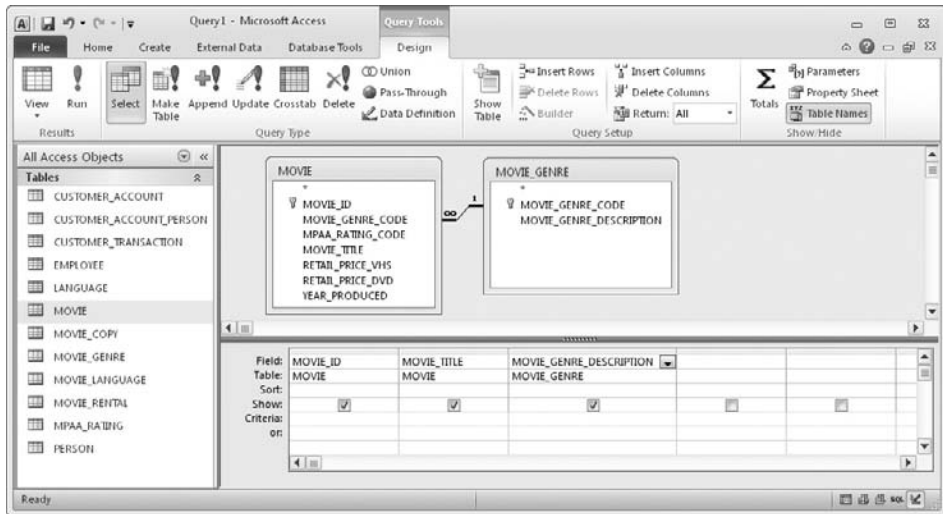 Query1 - Microsoft Access
Query Tools
File Home Create External Data Database Tools Design
View Run Select Make Table Append Update Crosstab Delete
Union
Pass-Through
Data Definition
Show Table
Insert Rows
Delete Rows
Builder
Insert Columns
Delete Columns
Return: All
Totals
Parameters
Property Sheet
Table Names
Results Query Type Query Setup Show/Hide
All Access Objects
Tables
CUSTOMER_ACCOUNT
CUSTOMER_ACCOUNT_PERSON
CUSTOMER_TRANSACTION
EMPLOYEE
LANGUAGE
MOVIE
MOVIE_COPY
MOVIE_GENRE
MOVIE_LANGUAGE
MOVIE_RENTAL
MPAA_RATING
PERSON
MOVIE
*
MOVIE_ID
MOVIE_GENRE_CODE
MPAA_RATING_CODE
MOVIE_TITLE
RETAIL_PRICE_VHS
RETAIL_PRICE_DVD
YEAR_PRODUCED
∞ 1
MOVIE_GENRE
*
MOVIE_GENRE_CODE
MOVIE_GENRE_DESCRIPTION
Field: MOVIE_ID MOVIE_TITLE MOVIE_GENRE_DESCRIPTION
Table: MOVIE MOVIE MOVIE_GENRE
Sort:
Show:
Criteria:
or:
Ready
SQL